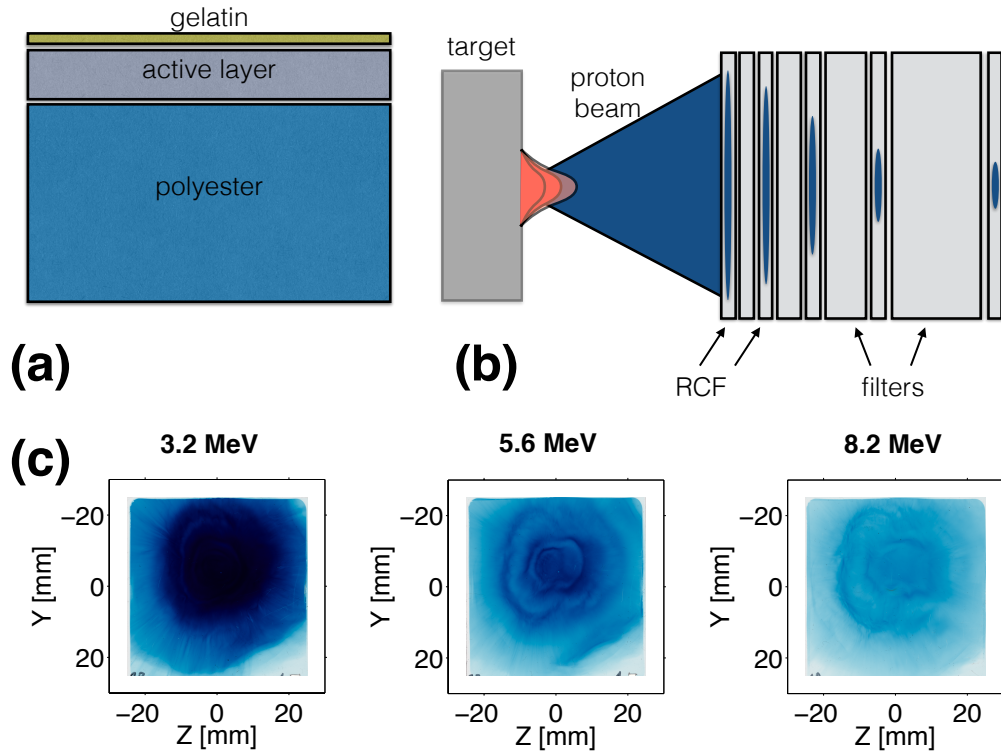 gelatin
active layer
polyester
(a)
target
proton
beam
RCF
filters
(b)
(c)
3.2 MeV
5.6 MeV
8.2 MeV
Y [mm]
−20
0
20
−20 0 20
Z [mm]
Y [mm]
−20
0
20
−20 0 20
Z [mm]
Y [mm]
−20
0
20
−20 0 20
Z [mm]